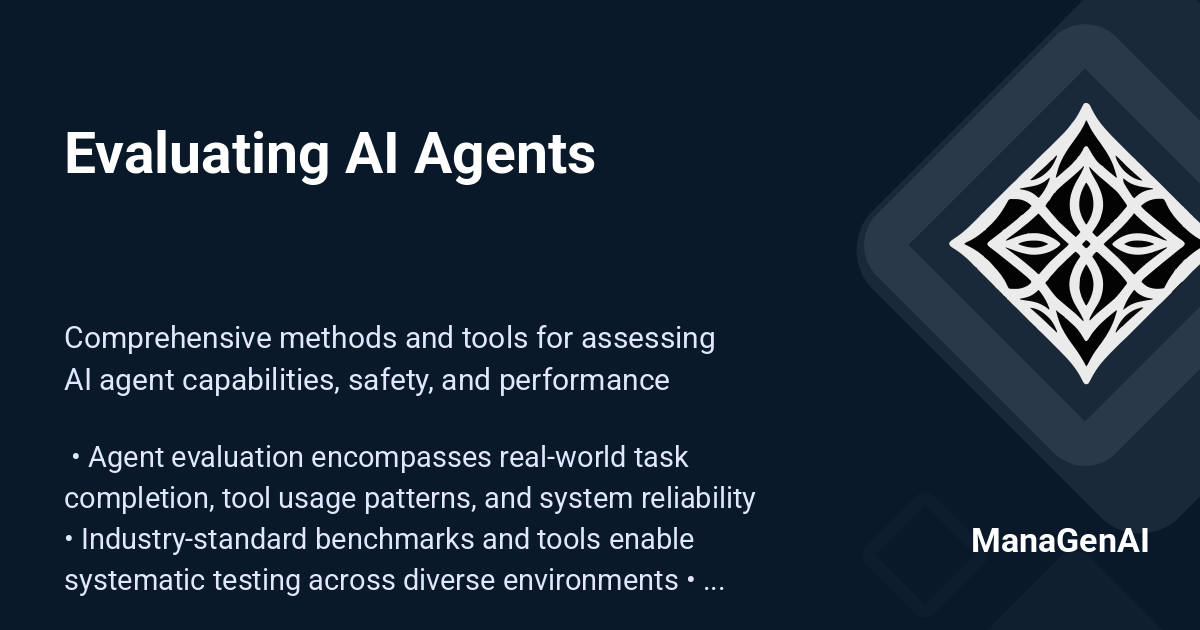 Evaluating AI Agents
Comprehensive methods and tools for assessing
AI agent capabilities, safety, and performance
• Agent evaluation encompasses real-world task
completion, tool usage patterns, and system reliability
• Industry-standard benchmarks and tools enable
systematic testing across diverse environments • ...
ManaGenAI